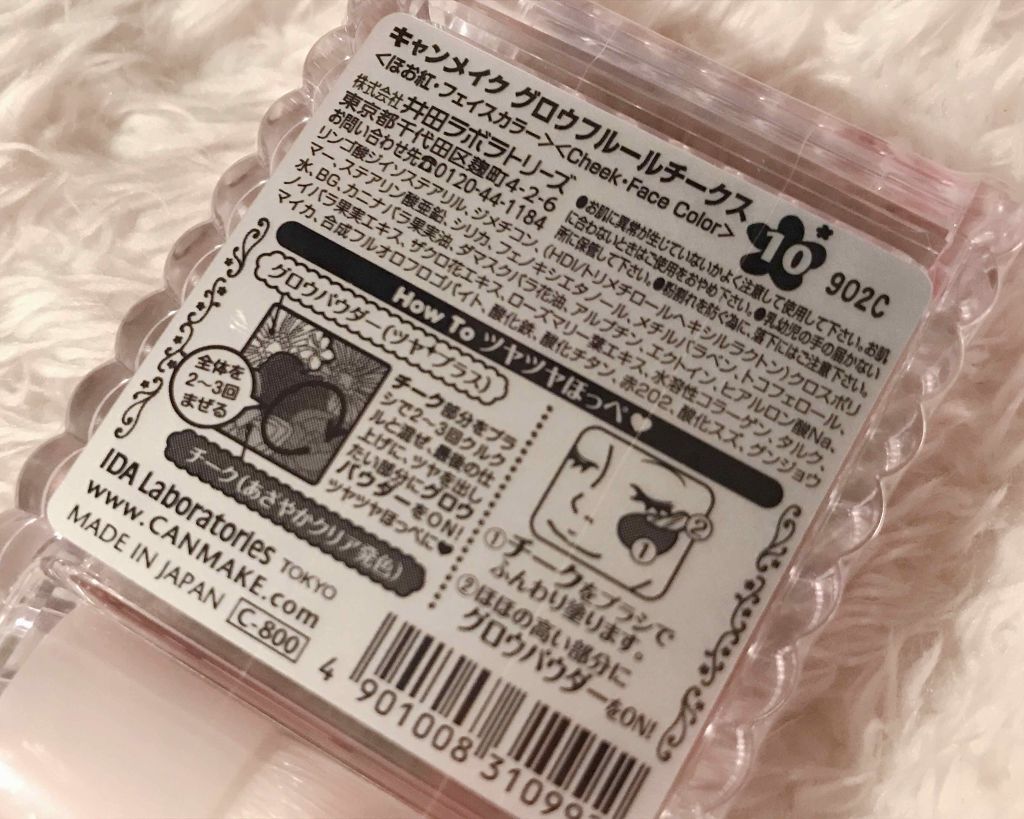 キャンメイク グロウフルールチークス
10
902C
<ほお紅・フェイスカラー><Cheek・Face Color>
株式会社井田ラボラトリーズ
東京都千代田区麹町4-2-6
お問い合わせ先☎0120-44-1184
●お肌に異常が生じていないかよく注意して使用して下さい。お肌
に合わないときはご使用をおやめ下さい。●乳幼児の手の届かない
所に保管して下さい。●粉割れを防ぐ為に、落下にはご注意下さい。
(HDI/トリメチロールヘキシルラクトン)クロスポリ
マー、ステアリン酸亜鉛、シリカ、フェノキシエタノール、メチルパラベン、トコフェロール、
リンゴ酸ジイソステアリル、ジメチコン、
水、BG、カニナバラ果実油、ダマスクバラ花油、アルブチン、エクトイン、ヒアルロン酸Na、
ノイバラ果実エキス、ザクロ花エキス、ローズマリー葉エキス、水溶性コラーゲン、タルク、
マイカ、合成フルオロフロゴパイト、酸化鉄、酸化チタン、赤202、酸化スズ、グンジョウ
How To ツヤツヤほっぺ♥
グロウパウダー(ツヤ★プラス)
全体を
2〜3回
まぜる
チーク(あざやかクリア発色)
チーク部分をブラ
シで2〜3回クルク
ルと混ぜ、最後の仕
上げに、ツヤを出し
たい部分にグロウ
パウダーをON!
ツヤツヤほっぺに♥
① ②
①チークをブラシで
ふんわり塗ります。
②ほほの高い部分に
グロウパウダーをON!
IDA Laboratories TOKYO
www.CANMAKE.com
MADE IN JAPAN C-800
4 901008 31099